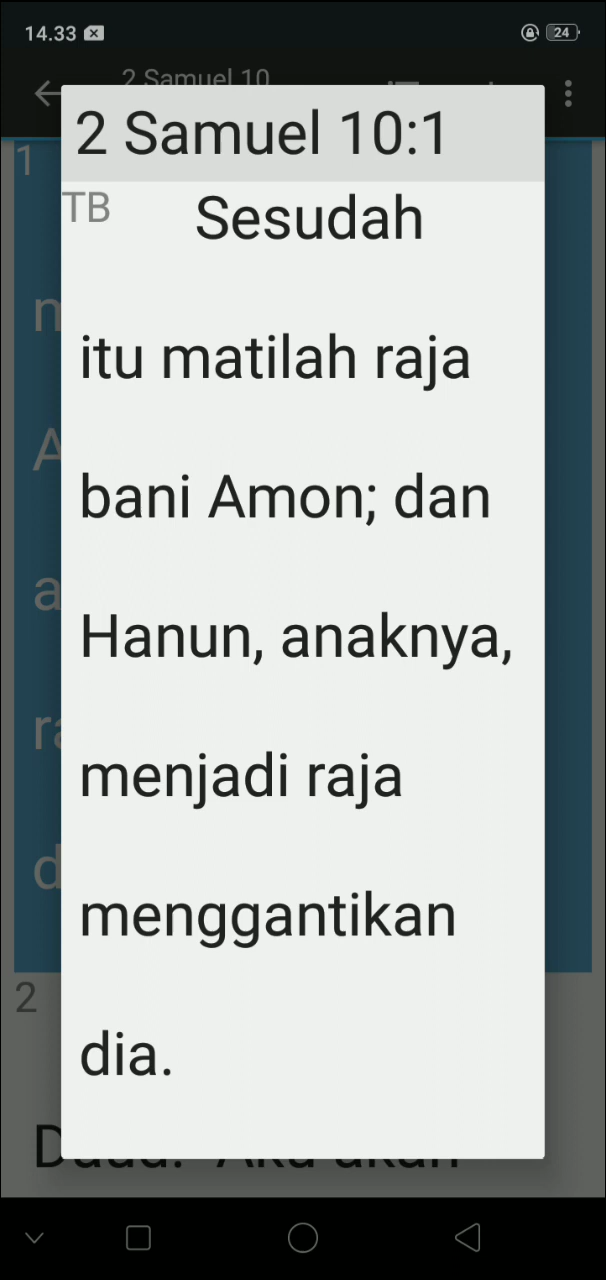 14.33
24
2 Samuel 10
2 Samuel 10:1
1
TB
Sesudah
itu matilah raja
bani Amon; dan
Hanun, anaknya,
menjadi raja
menggantikan
dia.
2